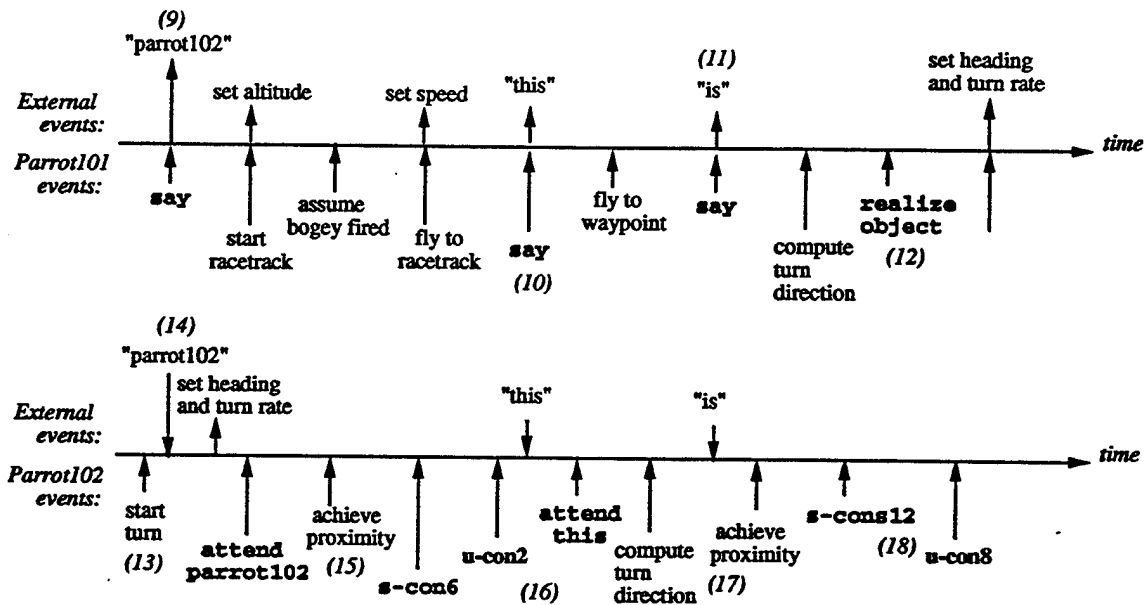 (9)
"parrot102"
(11)
set altitude
set speed
"this"
"is"
set heading
and turn rate
External
events:
time
Parrot101
events:
say
assume
bogey fired
start
racetrack
fly to
racetrack
say
(10)
fly to
waypoint
say
compute
turn
direction
realize
object
(12)
(14)
"parrot102"
set heading
and turn rate
"this"
"is"
External
events:
time
Parrot102
events:
start
turn
(13)
attend
parrot102
achieve
proximity
(15)
s-con6
u-con2
(16)
attend
this
compute
turn
direction
achieve
proximity
(17)
s-cons12
(18)
u-con8